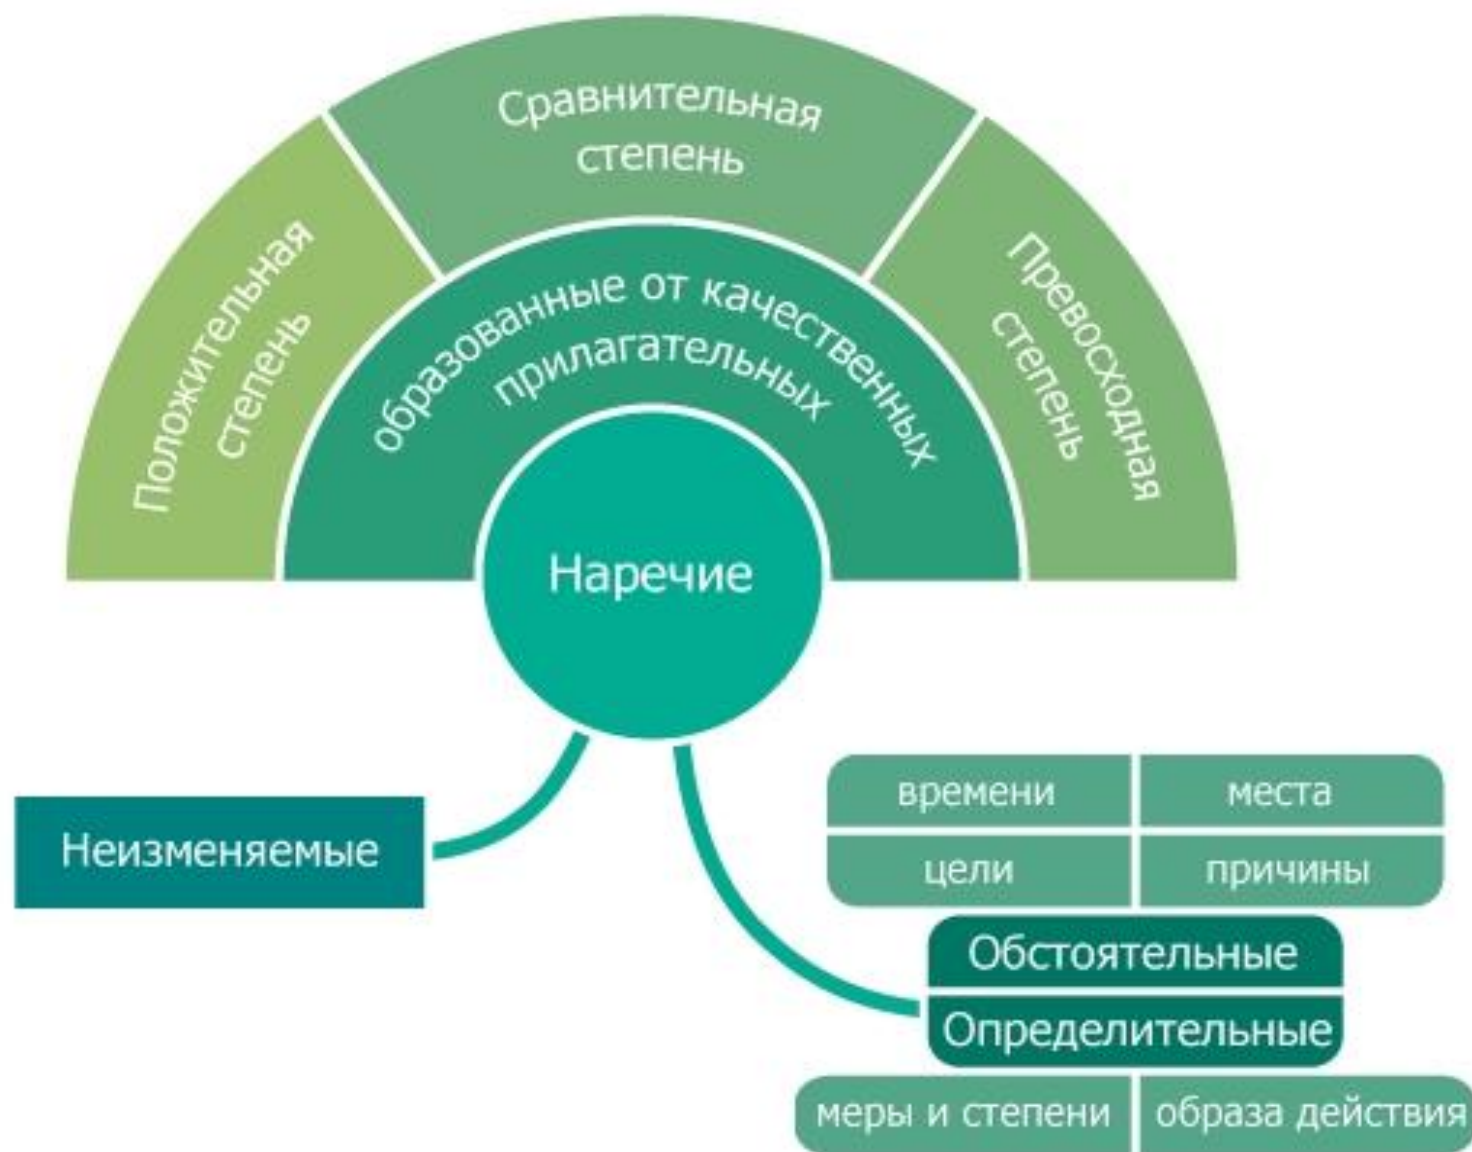 Сравнительная
степень
Положительная
степень
Превосходная
степень
образованные от качественных
прилагательных
Наречие
Неизменяемые
времени
места
цели
причины
Обстоятельные
Определительные
меры и степени
образа действия